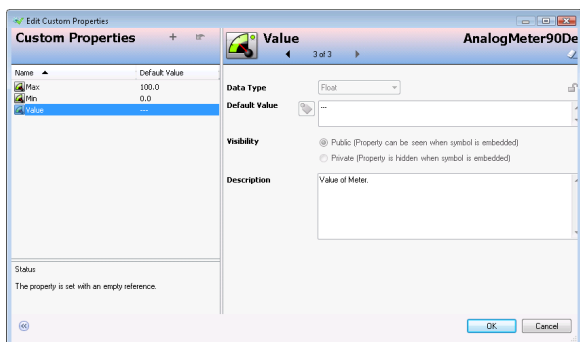 Edit Custom Properties
Custom Properties
Value
AnalogMeter90De
3 of 3
Name
Default Value
Max
100.0
Min
0.0
Value
---
Data Type
Float
Default Value
---
Visibility
Public (Property can be seen when symbol is embedded)
Private (Property is hidden when symbol is embedded)
Description
Value of Meter.
Status
The property is set with an empty reference.
OK
Cancel